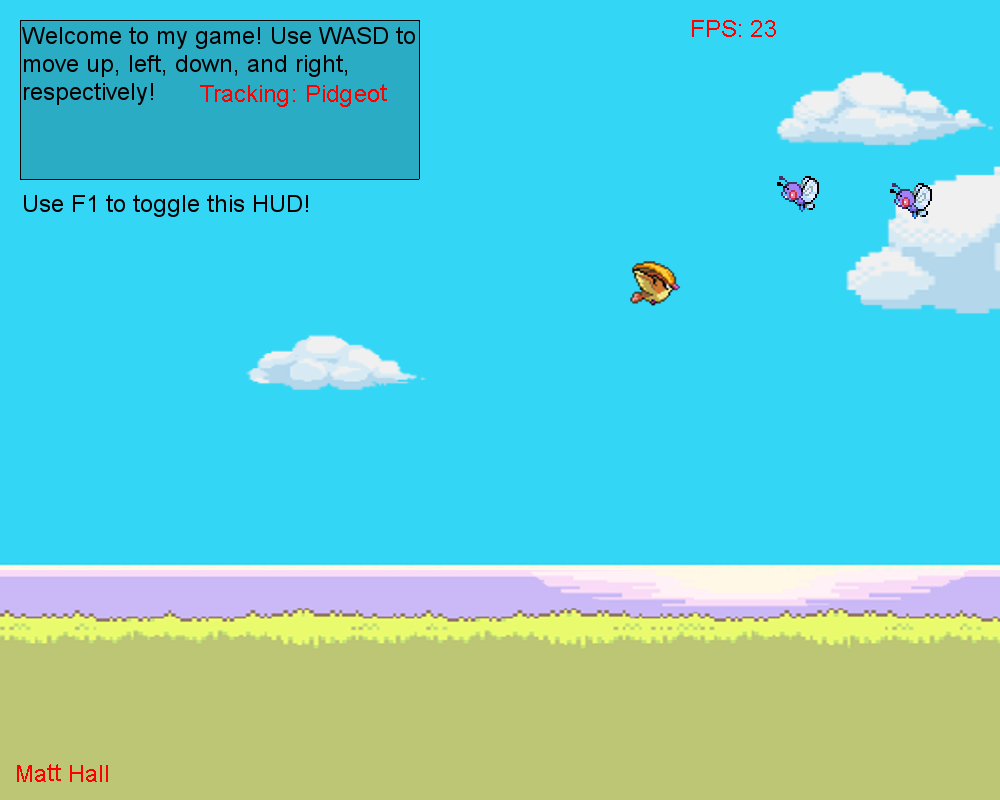 Welcome to my game! Use WASD to
move up, left, down, and right,
respectively!
Tracking: Pidgeot
Use F1 to toggle this HUD!
FPS: 23
Matt Hall